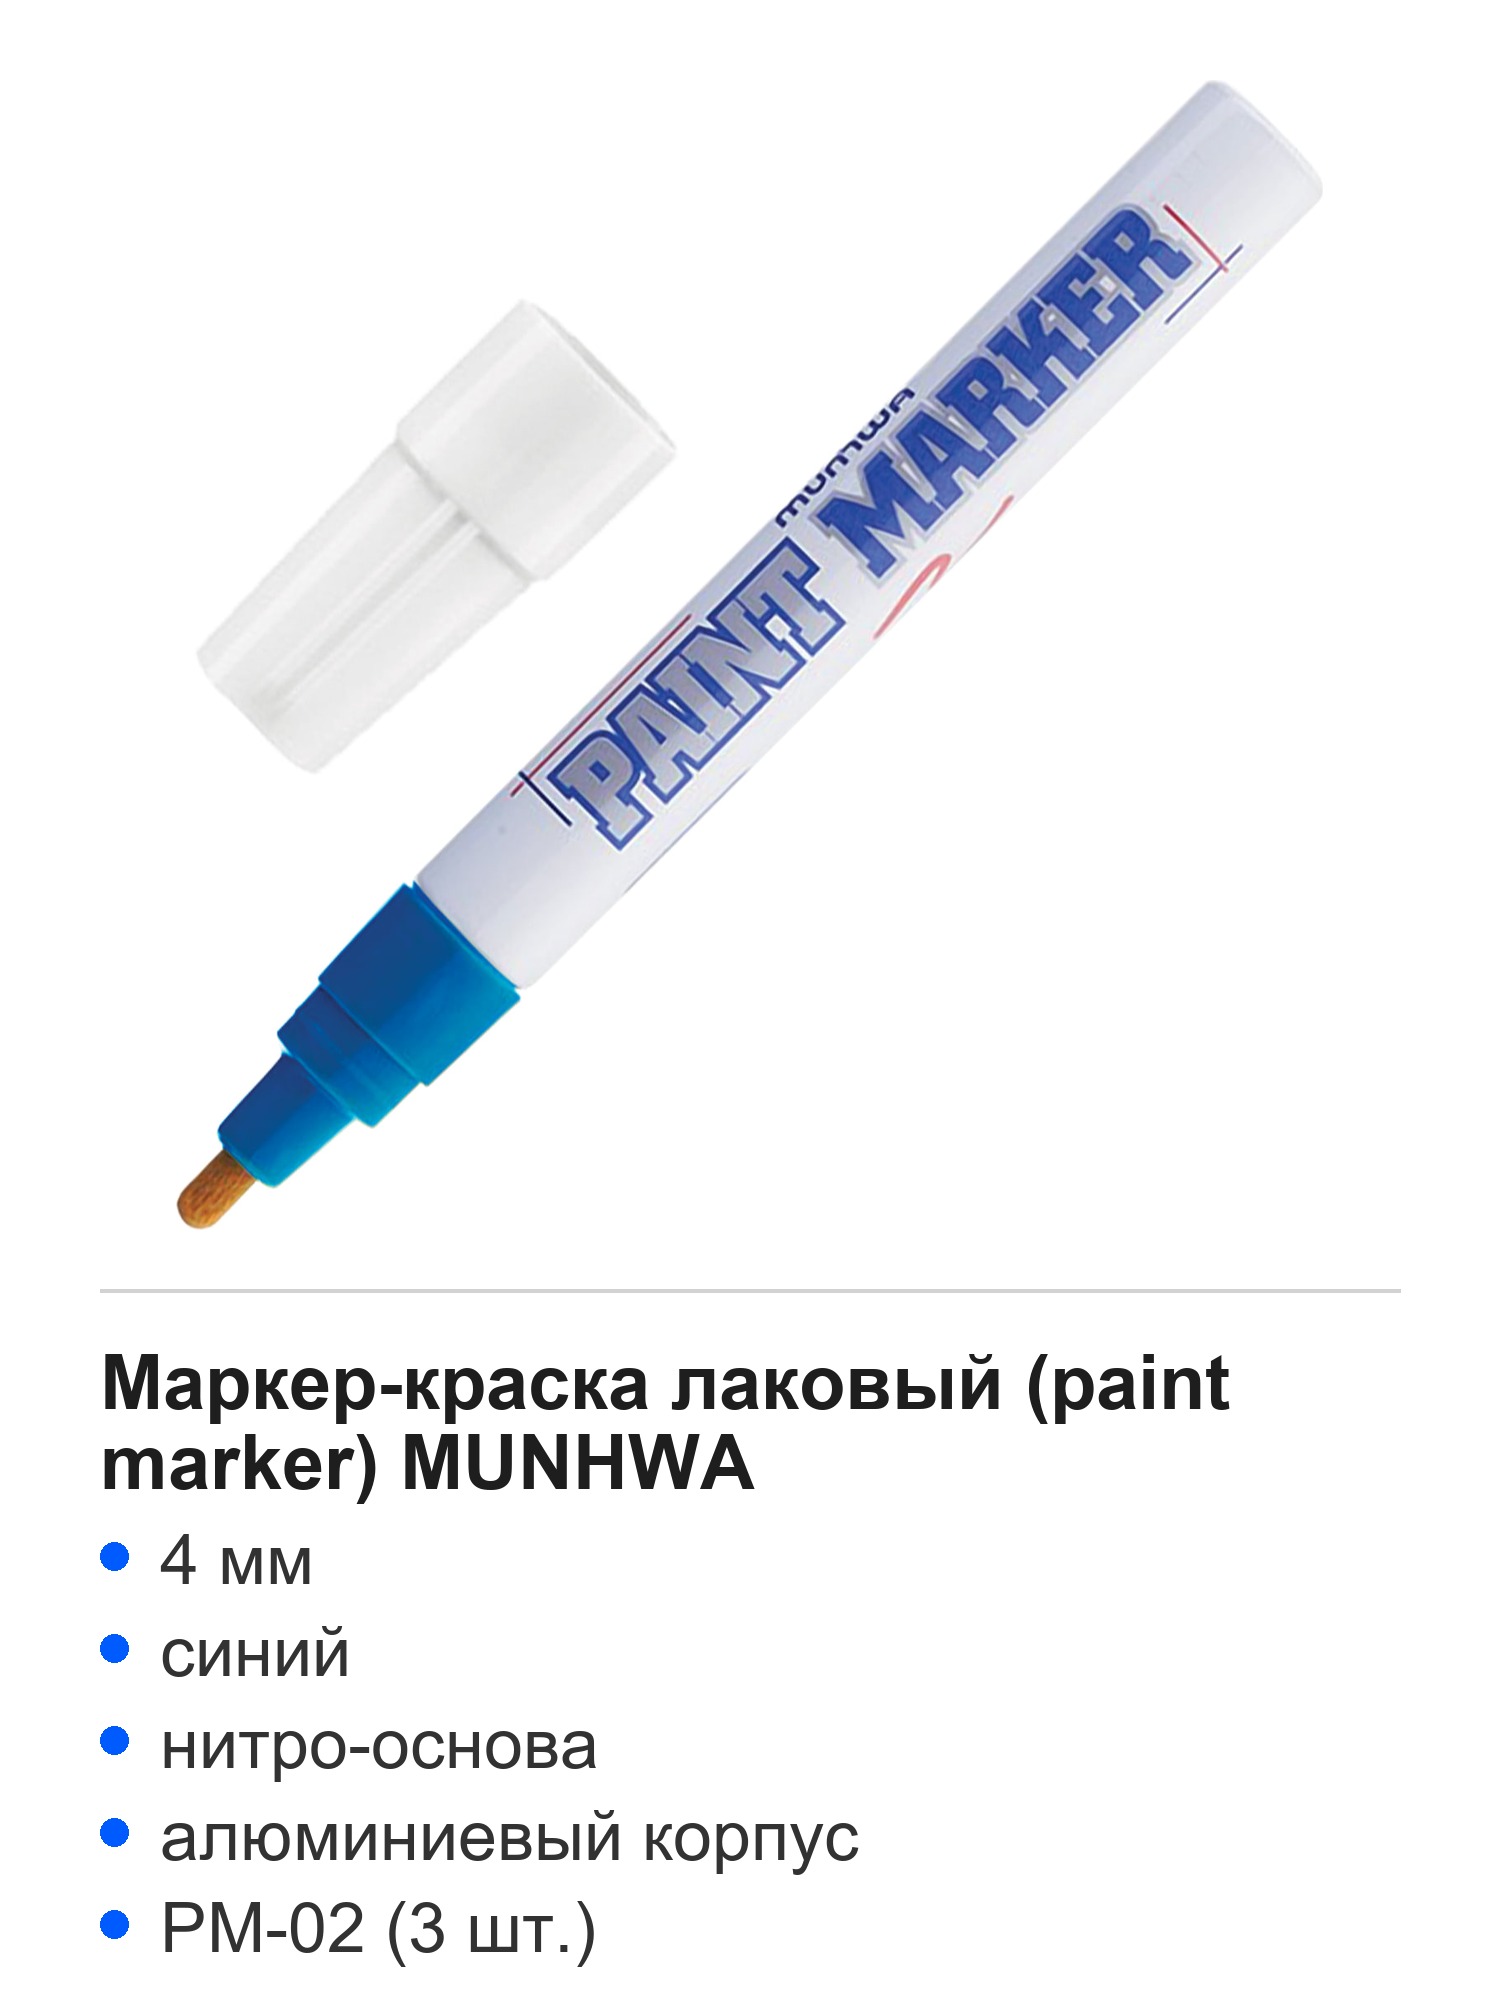 MUNHWA
PAINT MARKER
Маркер-краска лаковый (paint
marker) MUNHWA
4 мм
синий
нитро-основа
алюминиевый корпус
PM-02 (3 шт.)